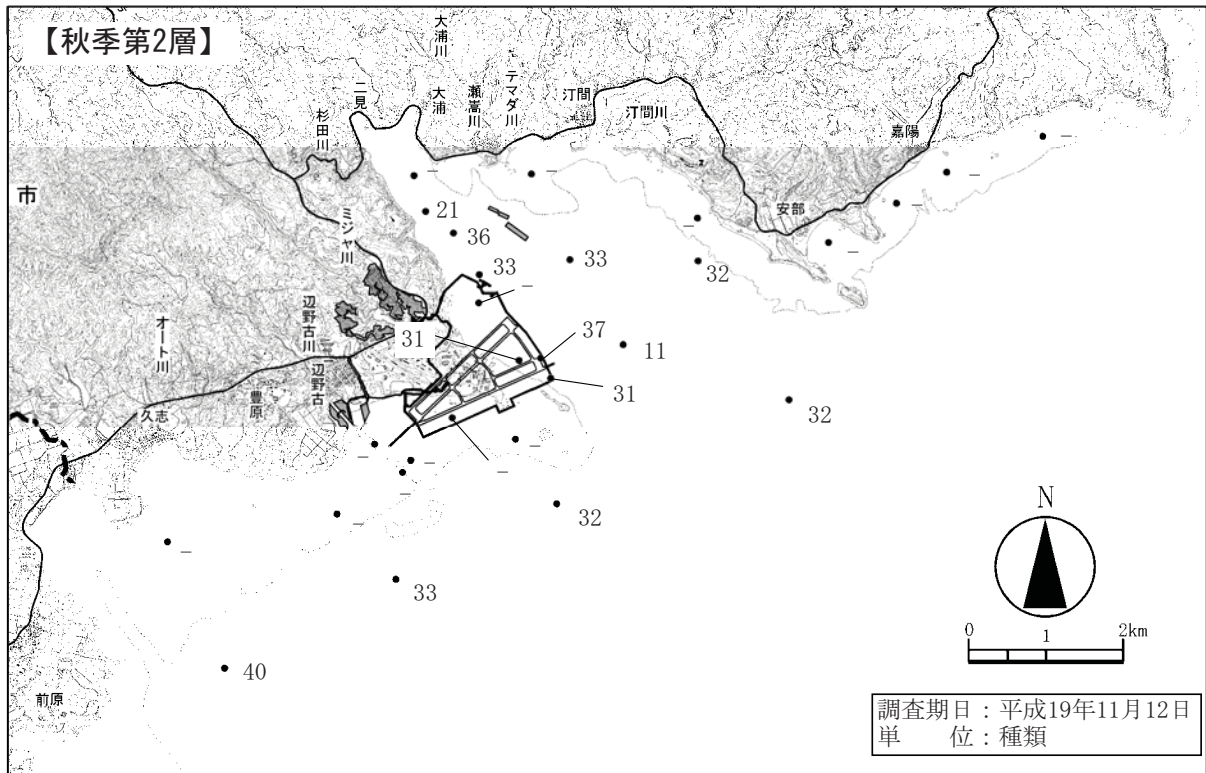 【秋季第2層】
大浦川
テマダ川
汀間
瀬嵩川
大浦
二見
杉田川
汀間川
嘉陽
市
ミジャ川
安部
辺野古川
辺野古
オート川
豊原
久志
前原
－
－
－
－
－
－
－
－
21
36
33
33
32
－
31
37
11
31
32
－
－
－
－
－
－
－
32
33
40
N
0 1 2km
調査期日：平成19年11月12日
単　　位：種類